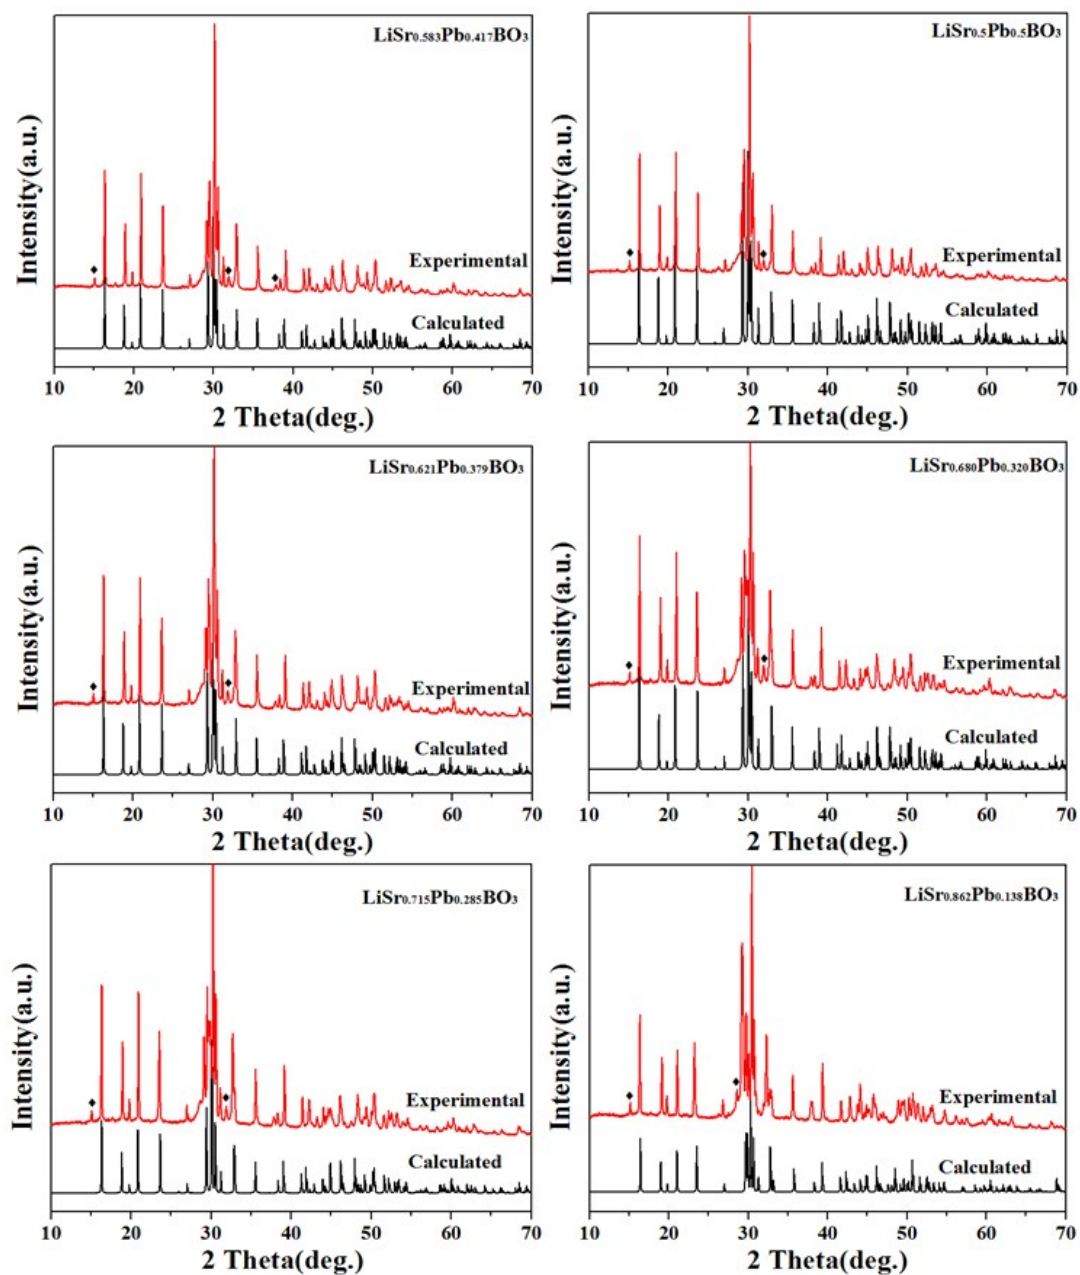 LiSr0.583Pb0.417BO3
Intensity(a.u.)
Experimental
Calculated
10 20 30 40 50 60 70
2 Theta(deg.)
LiSr0.5Pb0.5BO3
Intensity(a.u.)
Experimental
Calculated
10 20 30 40 50 60 70
2 Theta(deg.)
LiSr0.621Pb0.379BO3
Intensity(a.u.)
Experimental
Calculated
10 20 30 40 50 60 70
2 Theta(deg.)
LiSr0.680Pb0.320BO3
Intensity(a.u.)
Experimental
Calculated
10 20 30 40 50 60 70
2 Theta(deg.)
LiSr0.715Pb0.285BO3
Intensity(a.u.)
Experimental
Calculated
10 20 30 40 50 60 70
2 Theta(deg.)
LiSr0.862Pb0.138BO3
Intensity(a.u.)
Experimental
Calculated
10 20 30 40 50 60 70
2 Theta(deg.)